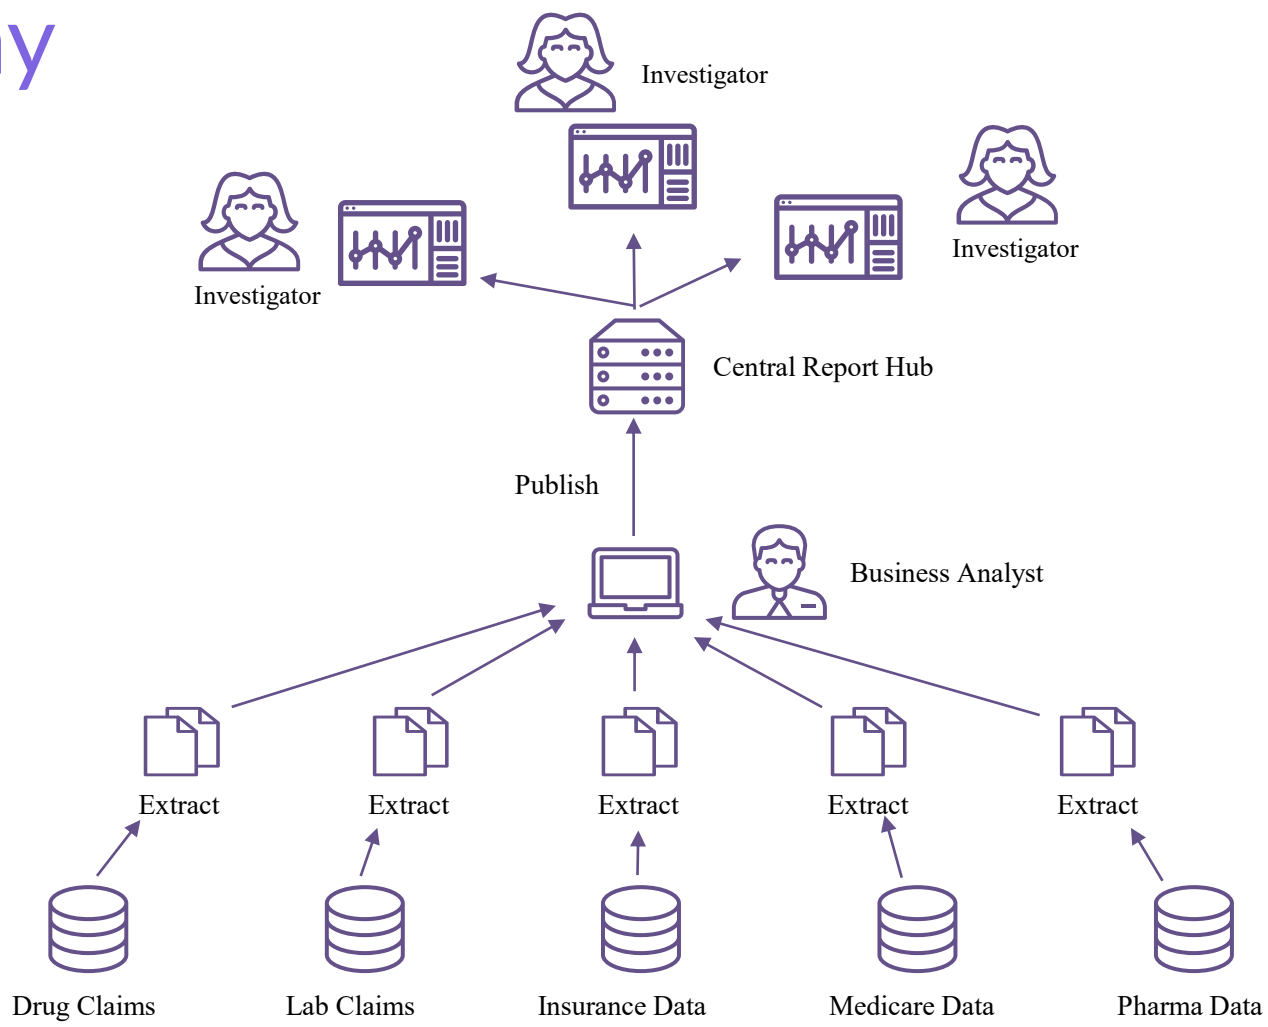 Investigator
Investigator
Investigator
Central Report Hub
Publish
Business Analyst
Extract
Extract
Extract
Extract
Extract
Drug Claims
Lab Claims
Insurance Data
Medicare Data
Pharma Data